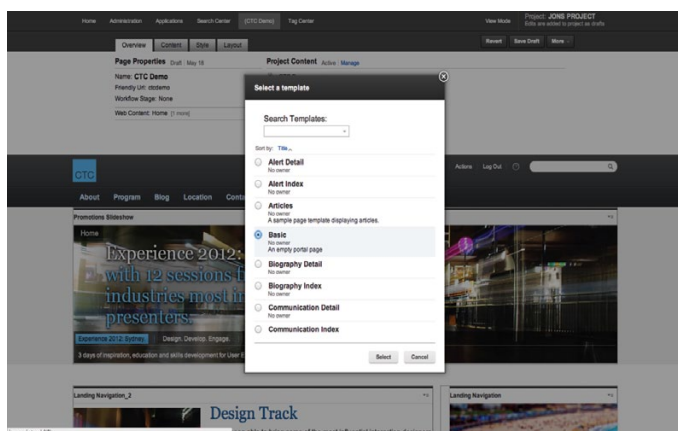 Home Administration Applications Search Center [CTC Demo] Tag Center View Mode Project: JONS PROJECT
Edits are added to project as drafts
Overview Content Style Layout Revert Save Draft More
Page Properties Draft | May 16 Project Content Active | Manage
Name: CTC Demo
Friendly Url: ctcdemo
Workflow Stage: None
Web Content: Home [1 more]
Select a template
Search Templates:
Sort by: Title
Alert Detail
No owner
Alert Index
No owner
Articles
No owner
A sample page template displaying articles.
Basic
No owner
An empty portal page
Biography Detail
No owner
Biography Index
No owner
Communication Detail
No owner
Communication Index
Select Cancel
CTC Actions Log Out
About Program Blog Location Conta
Promotions Slideshow
Home
Experience 2012:
with 12 sessions f
industries most in
presenters.
Experience 2012: Sydney. Design. Develop. Engage.
3 days of inspiration, education and skills development for User E
Landing Navigation_2 Landing Navigation
Design Track